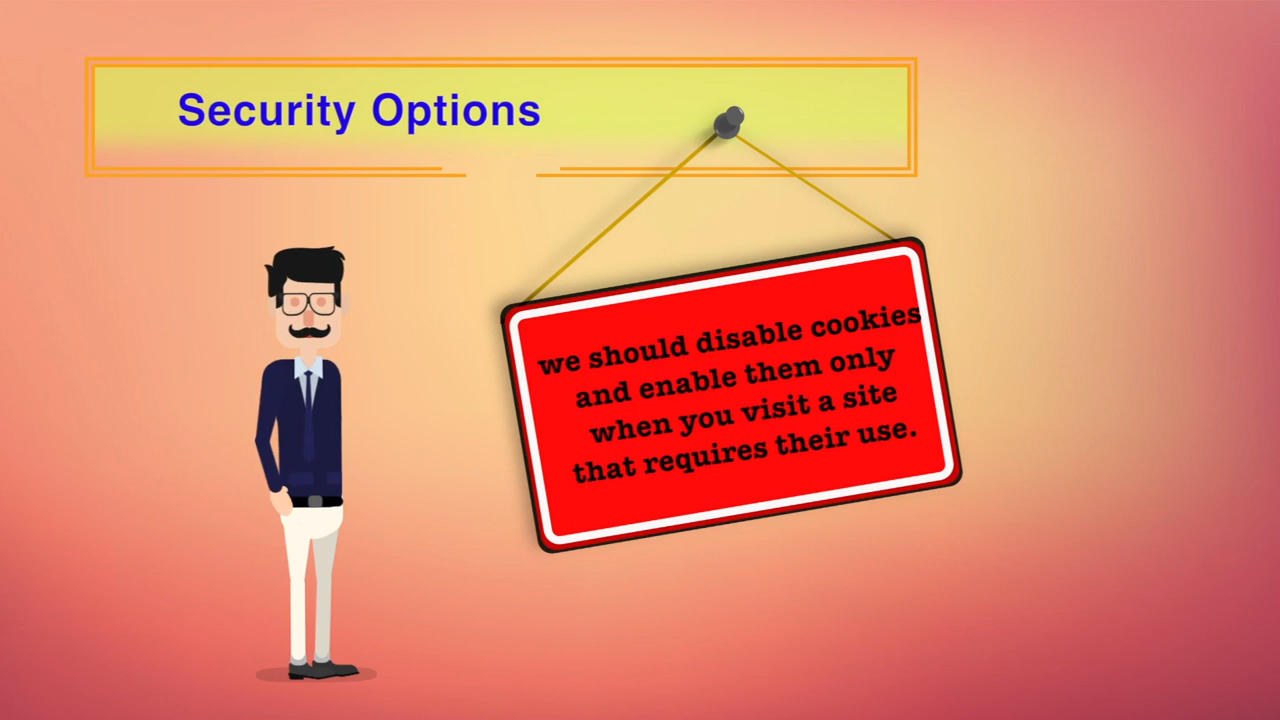 Security Options
we should disable cookies
and enable them only
when you visit a site
that requires their use.